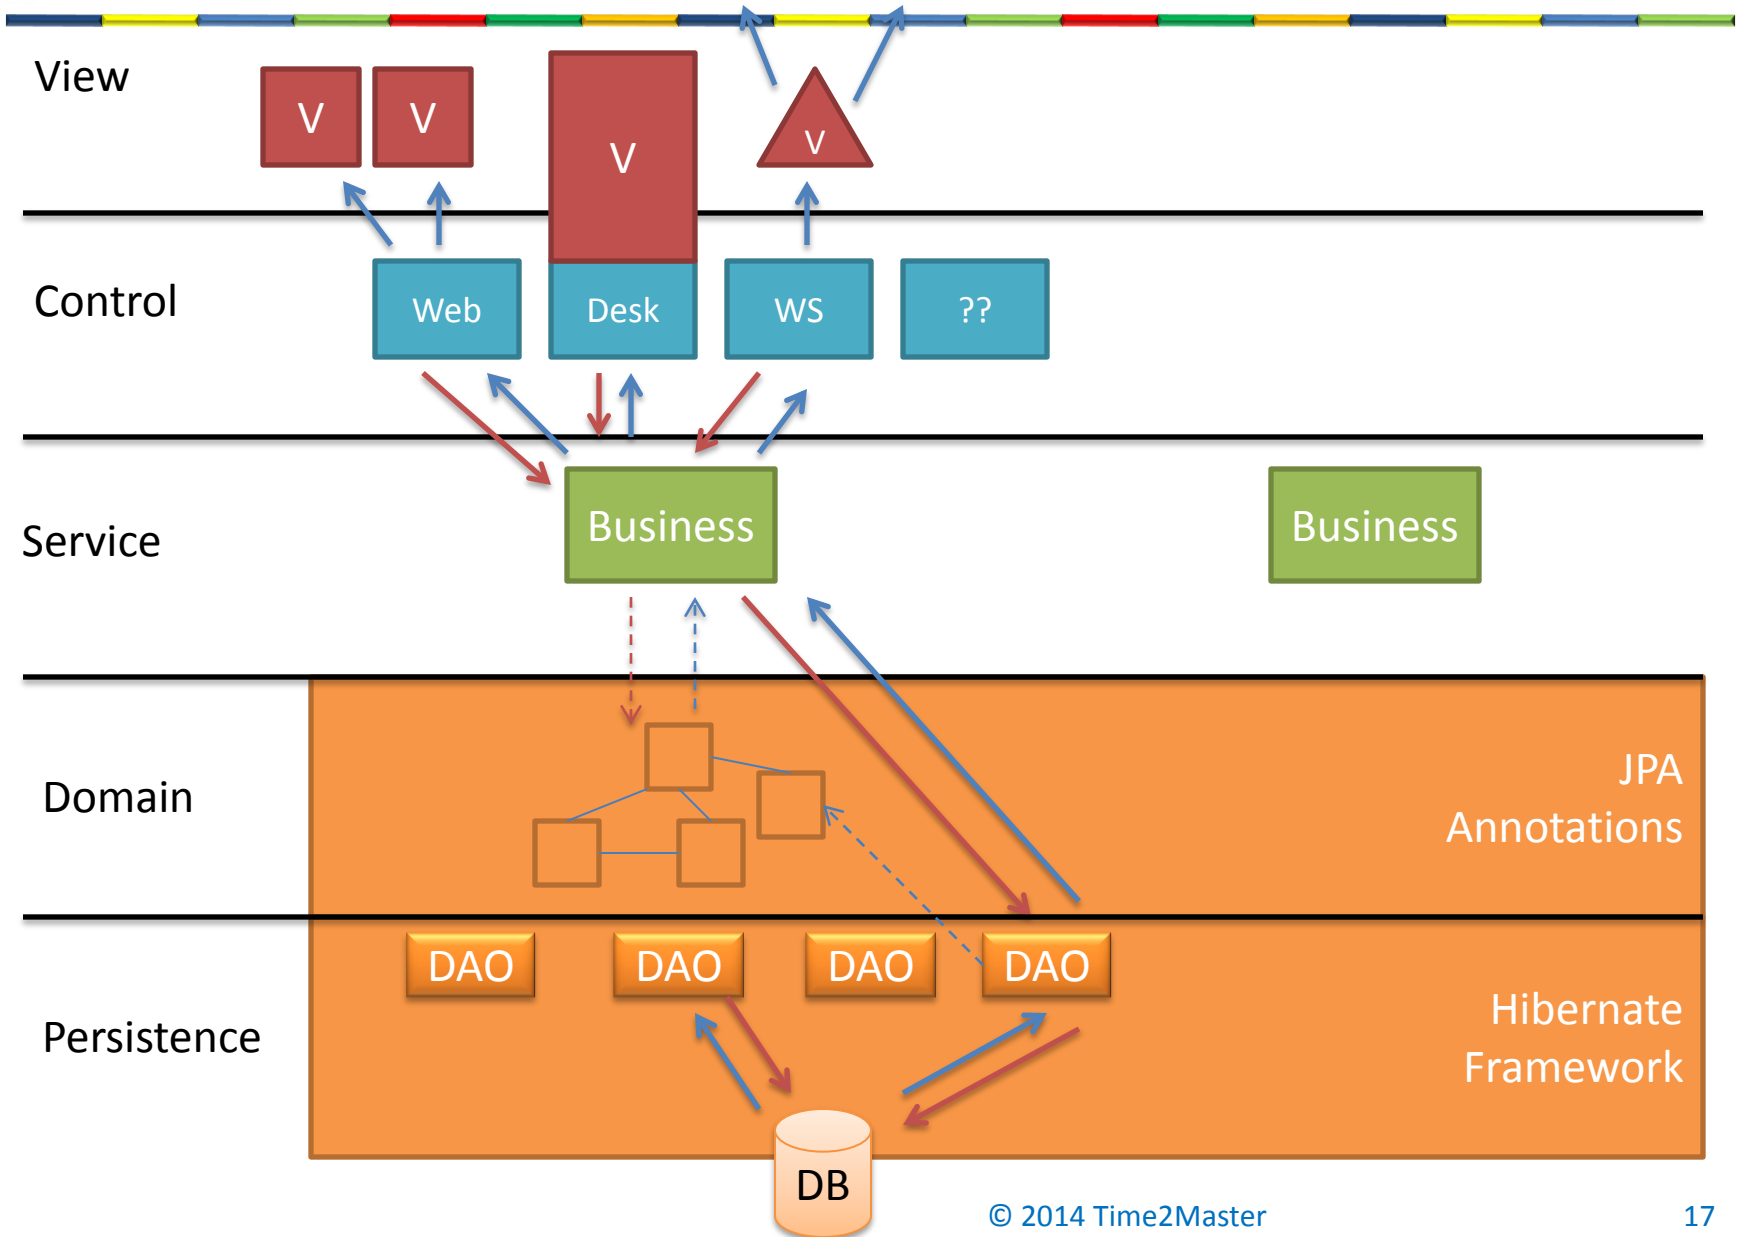 View
V
V
V
V
Control
Web
Desk
WS
??
Service
Business
Business
Domain
JPA
Annotations
Persistence
DAO
DAO
DAO
DAO
Hibernate
Framework
DB
© 2014 Time2Master
17